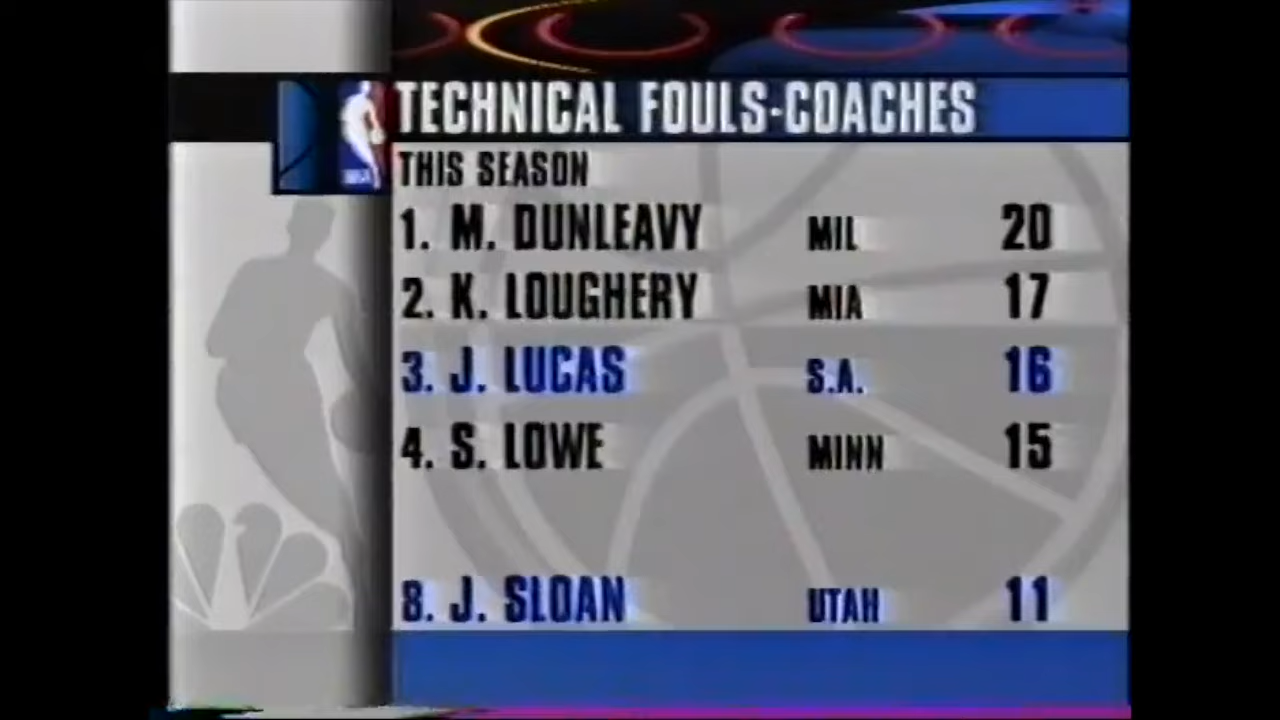 TECHNICAL FOULS-COACHES
THIS SEASON
1. M. DUNLEAVY MIL 20
2. K. LOUGHERY MIA 17
3. J. LUCAS S.A. 16
4. S. LOWE MINN 15
8. J. SLOAN UTAH 11